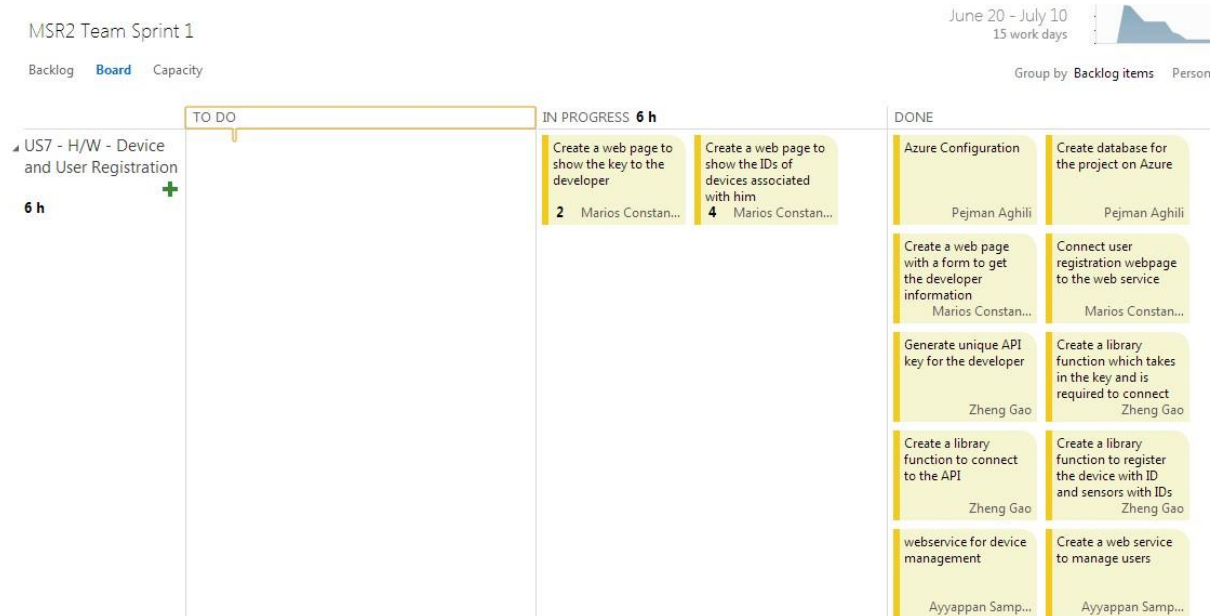 MSR2 Team Sprint 1
June 20 - July 10
15 work days
Backlog Board Capacity
Group by Backlog items Person
TO DO
IN PROGRESS 6 h
DONE
US7 - H/W - Device
and User Registration
6 h
Create a web page to
show the key to the
developer
2 Marios Constan...
Create a web page to
show the IDs of
devices associated
with him
4 Marios Constan...
Azure Configuration
Pejman Aghili
Create database for
the project on Azure
Pejman Aghili
Create a web page
with a form to get
the developer
information
Marios Constan...
Connect user
registration webpage
to the web service
Marios Constan...
Generate unique API
key for the developer
Zheng Gao
Create a library
function which takes
in the key and is
required to connect
Zheng Gao
Create a library
function to connect
to the API
Zheng Gao
Create a library
function to register
the device with ID
and sensors with IDs
Zheng Gao
webservice for device
management
Ayyappan Samp...
Create a web service
to manage users
Ayyappan Samp...